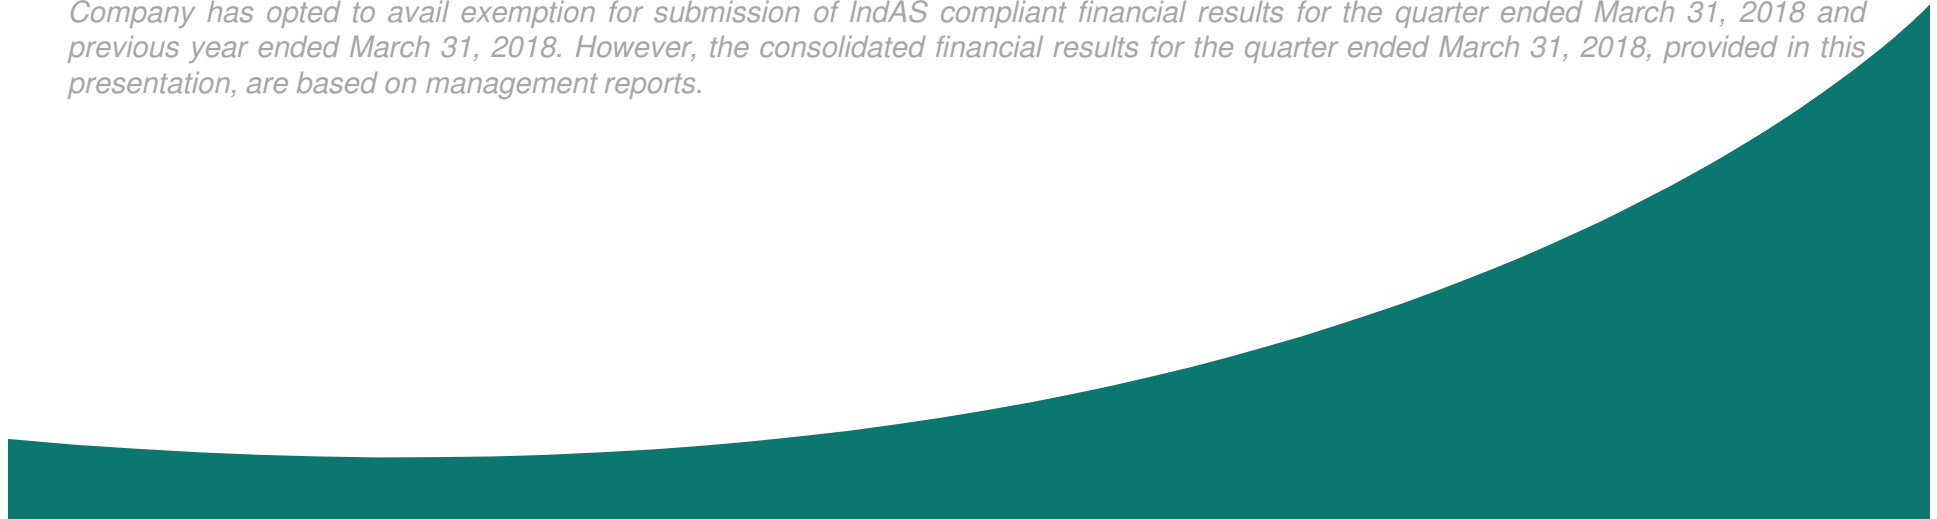 Company has opted to avail exemption for submission of IndAS compliant financial results for the quarter ended March 31, 2018 and
previous year ended March 31, 2018. However, the consolidated financial results for the quarter ended March 31, 2018, provided in this
presentation, are based on management reports.